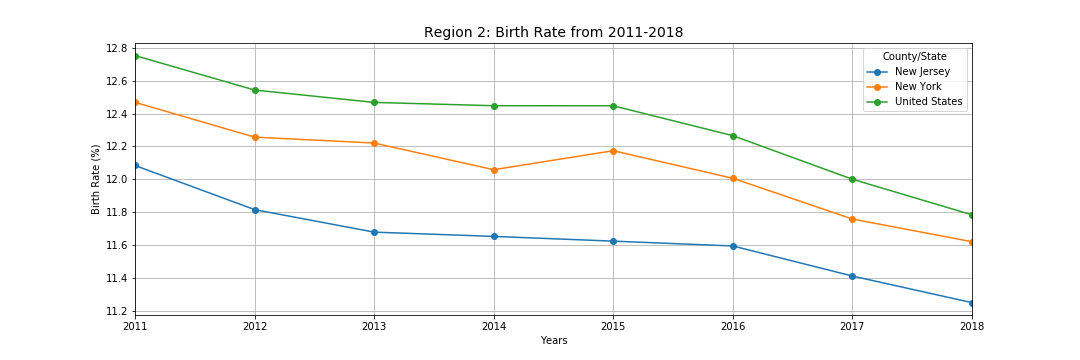 Region 2: Birth Rate from 2011-2018
12.8
12.6
12.4
12.2
12.0
11.8
11.6
11.4
11.2
Birth Rate (%)
County/State
New Jersey
New York
United States
2011 2012 2013 2014 2015 2016 2017 2018
Years